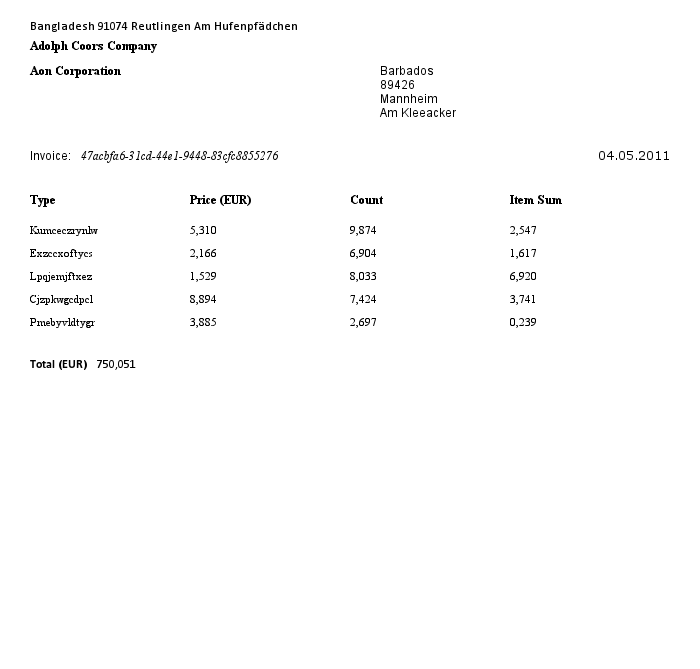 Bangladesh 91074 Reutlingen Am Hufenpfädchen
Adolph Coors Company
Aon Corporation
Barbados
89426
Mannheim
Am Kleeacker
Invoice: 47acbfa6-31cd-44e1-9448-83cfc8855276 04.05.2011
Type Price (EUR) Count Item Sum
Kumceczrynlw 5,310 9,874 2,547
Exzccxoftycs 2,166 6,904 1,617
Lpqjemjftxez 1,529 8,033 6,920
Cjzpkwgcdpcl 8,894 7,424 3,741
Pmebyvldtygr 3,885 2,697 0,239
Total (EUR) 750,051